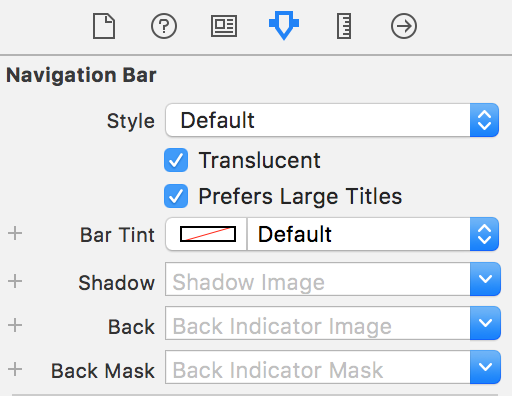 Navigation Bar
Style Default
Translucent
Prefers Large Titles
Bar Tint Default
Shadow Shadow Image
Back Back Indicator Image
Back Mask Back Indicator Mask